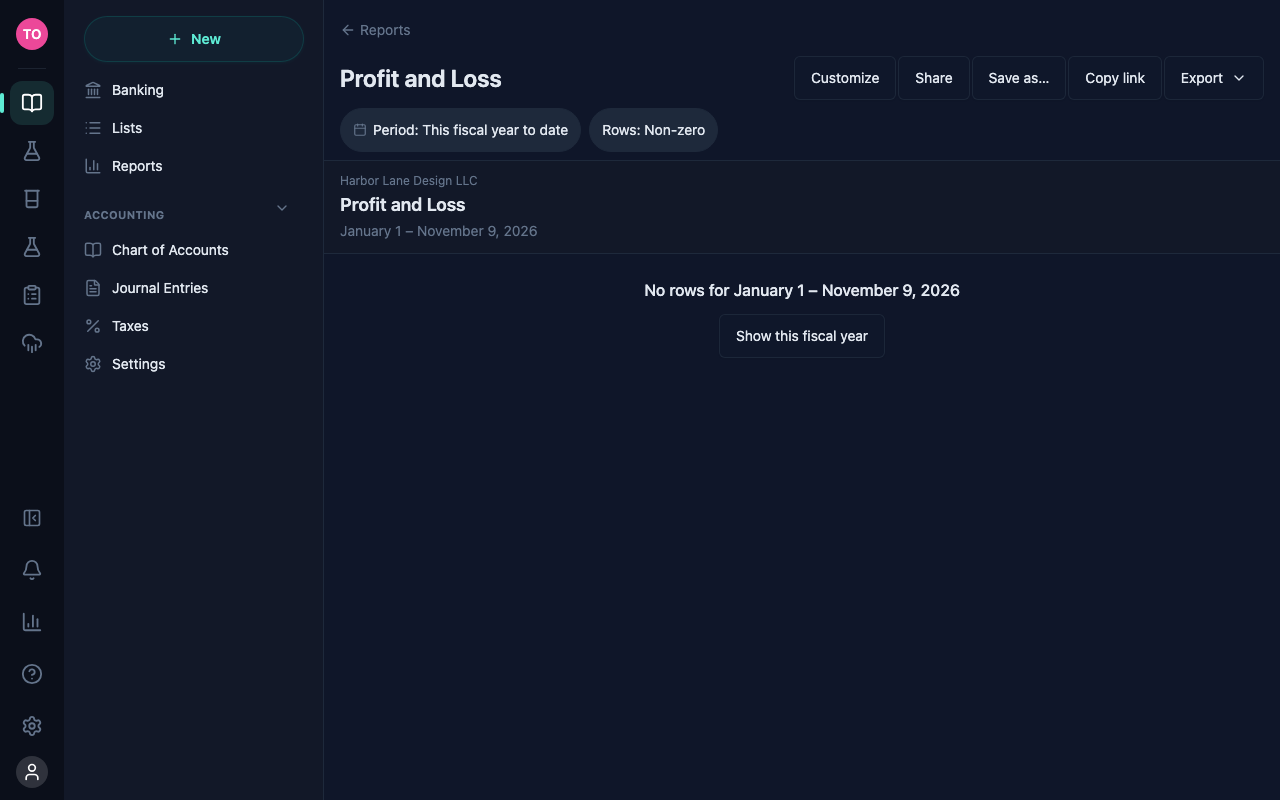 TO
New
Banking
Lists
Reports
ACCOUNTING
Chart of Accounts
Journal Entries
Taxes
Settings
Reports
Profit and Loss
Customize
Share
Save as...
Copy link
Export
Period: This fiscal year to date
Rows: Non-zero
Harbor Lane Design LLC
Profit and Loss
January 1 – November 9, 2026
No rows for January 1 – November 9, 2026
Show this fiscal year